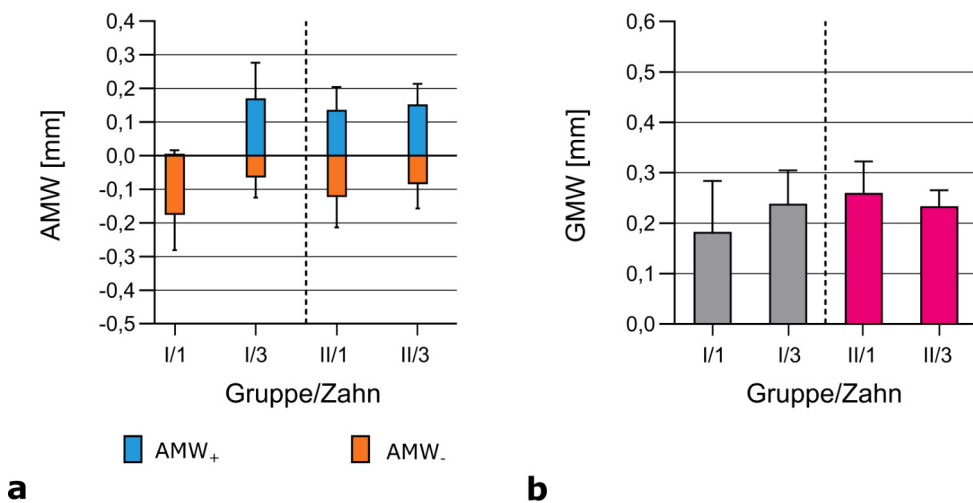 0,4
0,3
0,2
0,1
0,0
-0,1
-0,2
-0,3
-0,4
-0,5
AMW [mm]
I/1 I/3 II/1 II/3
Gruppe/Zahn
AMW₊ AMW₋
a
0,6
0,5
0,4
0,3
0,2
0,1
0,0
GMW [mm]
I/1 I/3 II/1 II/3
Gruppe/Zahn
b